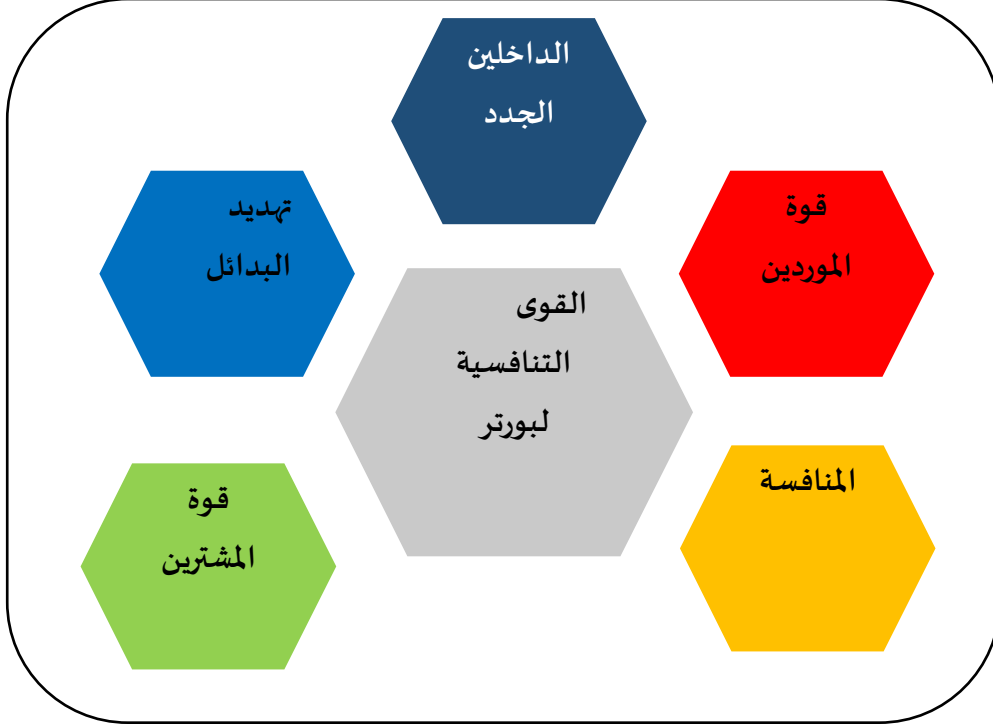 الداخلين
الجدد
قوة
الموردين
تهديد
البدائل
القوى
التنافسية
لبورتر
المنافسة
قوة
المشترين